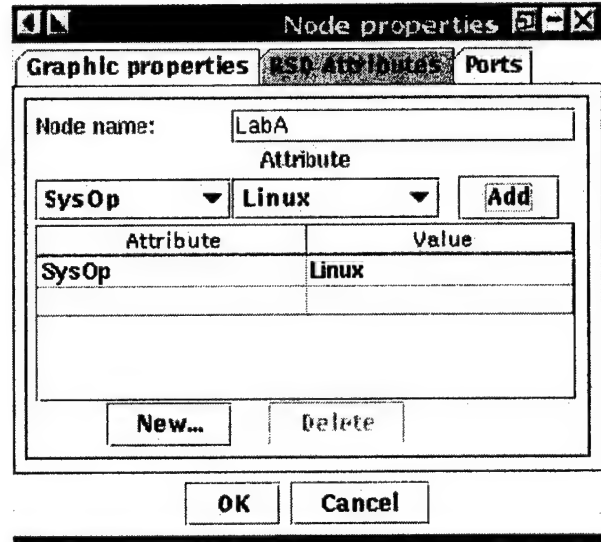 Node properties
Graphic properties RSD Attributes Ports
Node name: LabA
Attribute
SysOp Linux Add
Attribute Value
SysOp Linux
New... Delete
OK Cancel